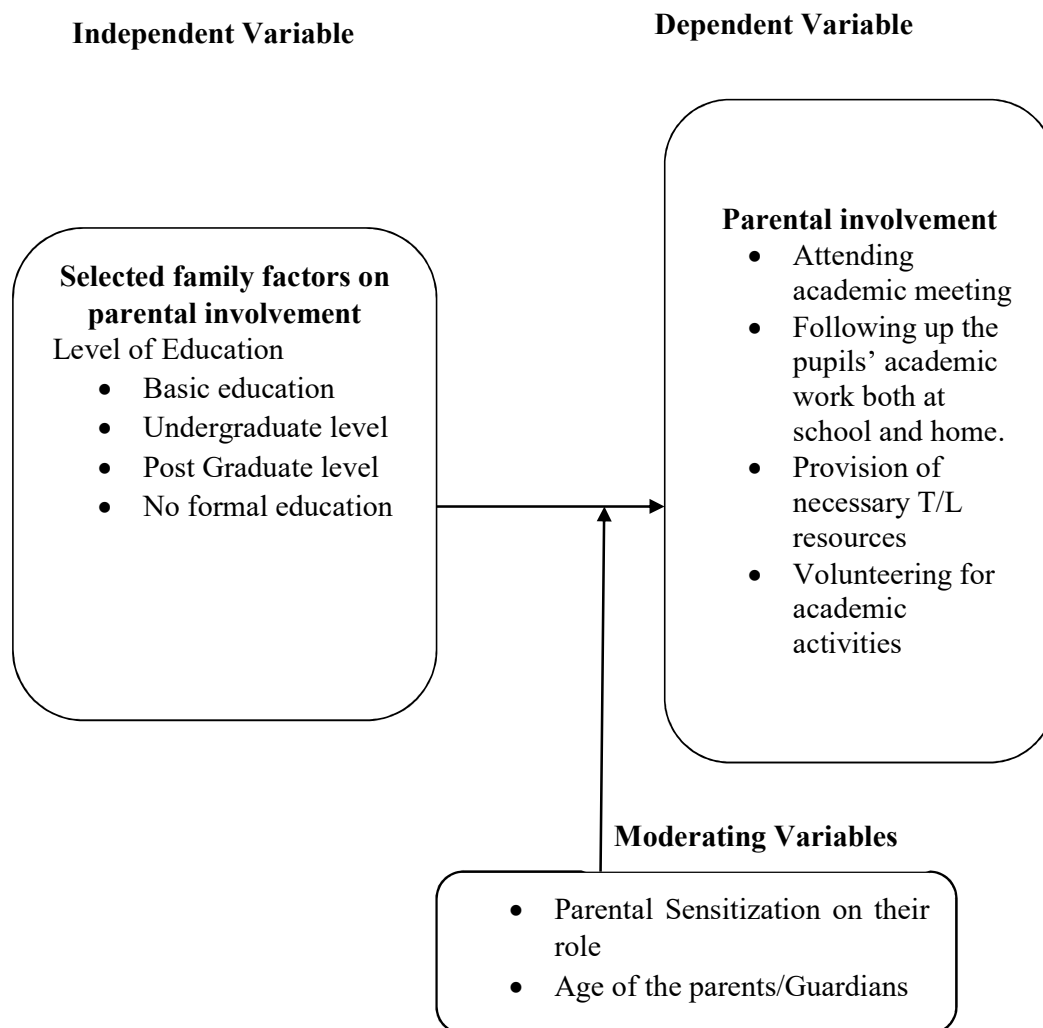 Independent Variable
Dependent Variable
Selected family factors on
parental involvement
Level of Education
• Basic education
• Undergraduate level
• Post Graduate level
• No formal education
Parental involvement
• Attending
academic meeting
• Following up the
pupils’ academic
work both at
school and home.
• Provision of
necessary T/L
resources
• Volunteering for
academic
activities
Moderating Variables
• Parental Sensitization on their
role
• Age of the parents/Guardians